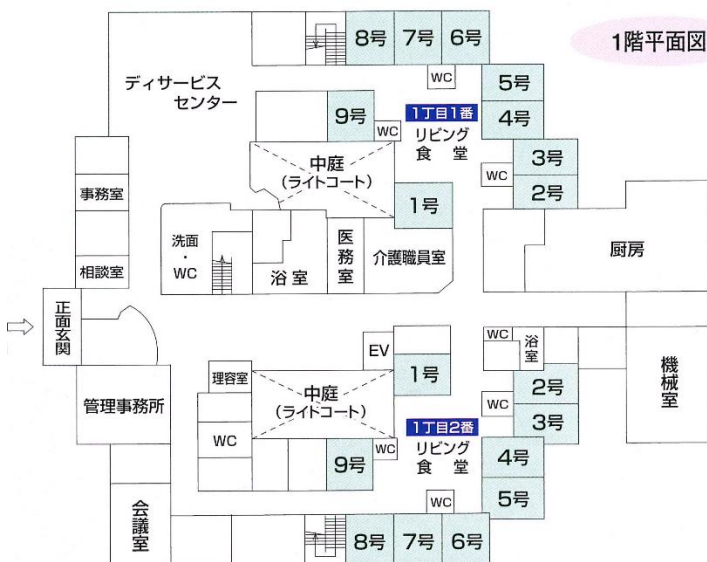 1階平面図
8号
7号
6号
WC
5号
4号
ディサービス
センター
9号
WC
1丁目1番
リビング
食堂
3号
2号
WC
中庭
(ライトコート)
1号
事務室
相談室
洗面
・
WC
浴室
医務室
介護職員室
厨房
正面玄関
EV
1号
WC
浴室
機械室
管理事務所
理容室
中庭
(ライトコート)
WC
2号
3号
WC
9号
WC
1丁目2番
リビング
食堂
4号
5号
WC
会議室
8号
7号
6号